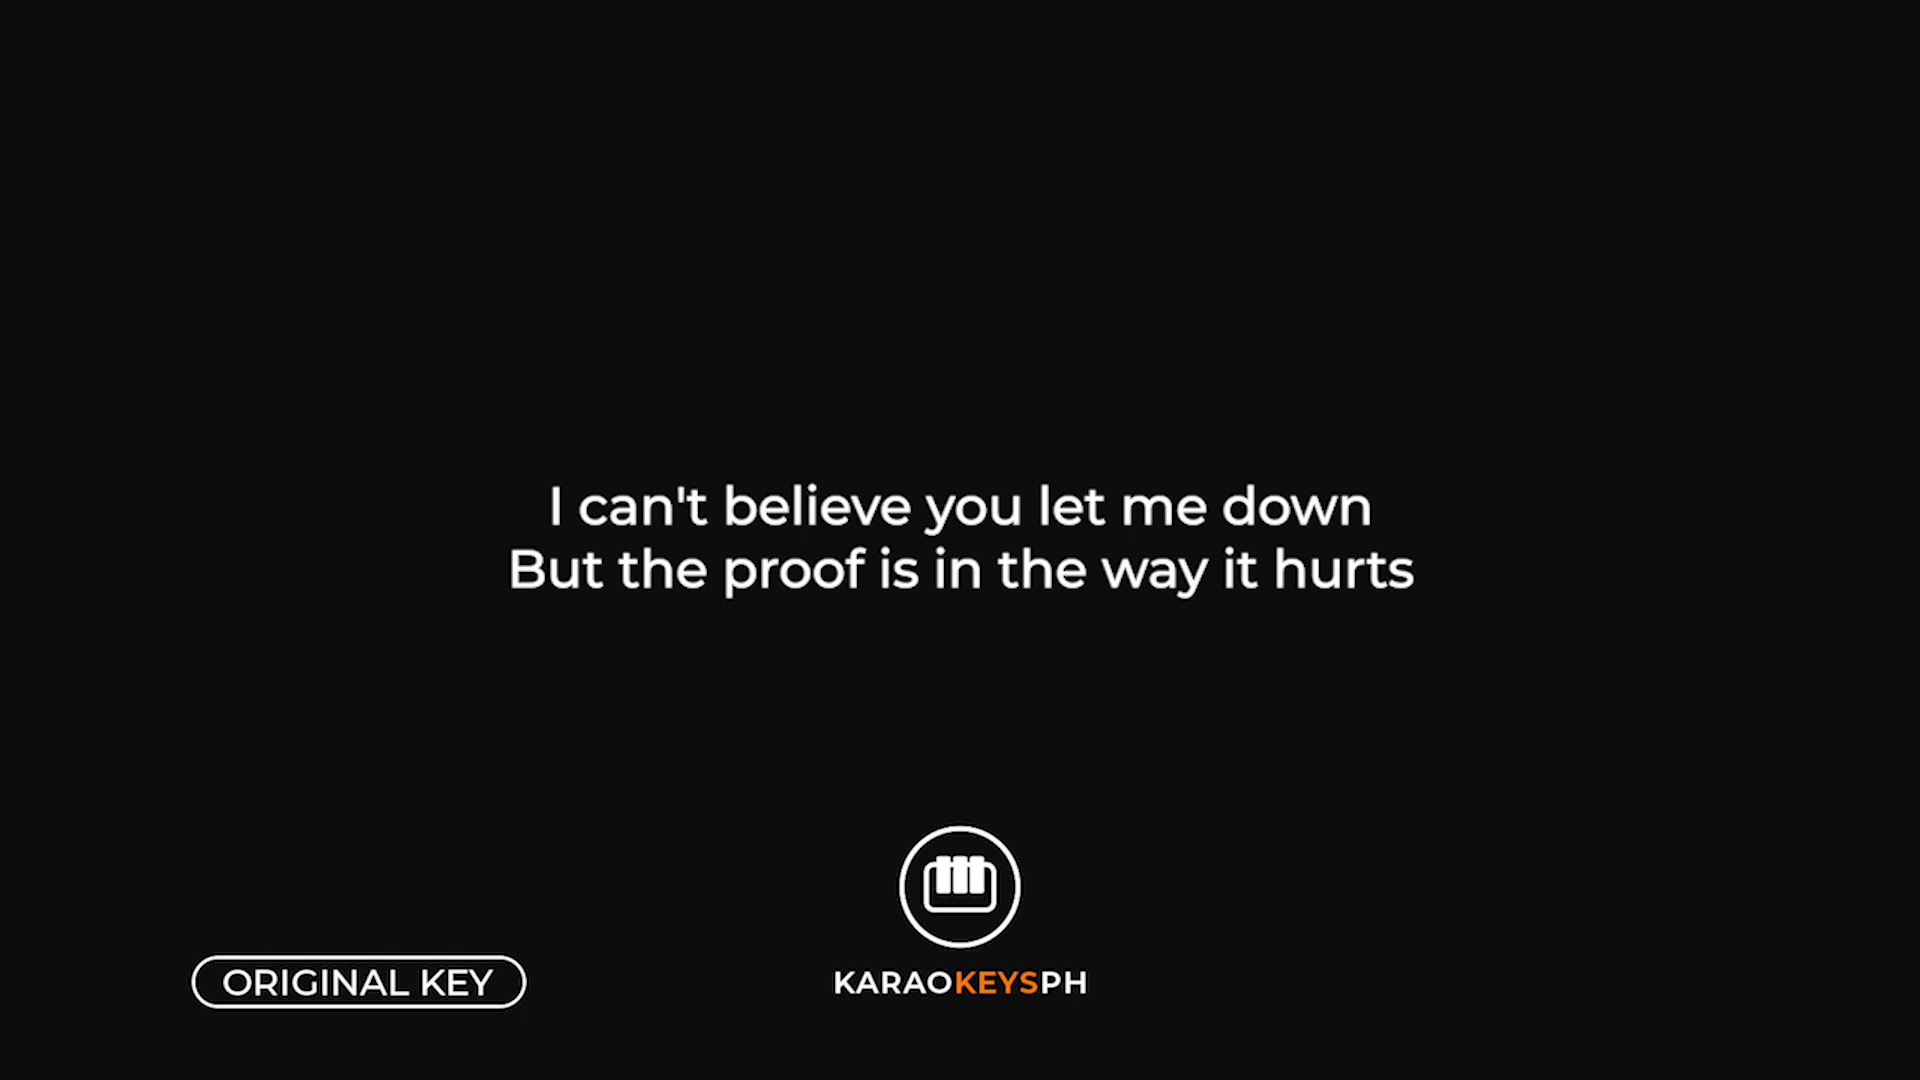 I can't believe you let me down
But the proof is in the way it hurts
ORIGINAL KEY
KARAOKEYSPH